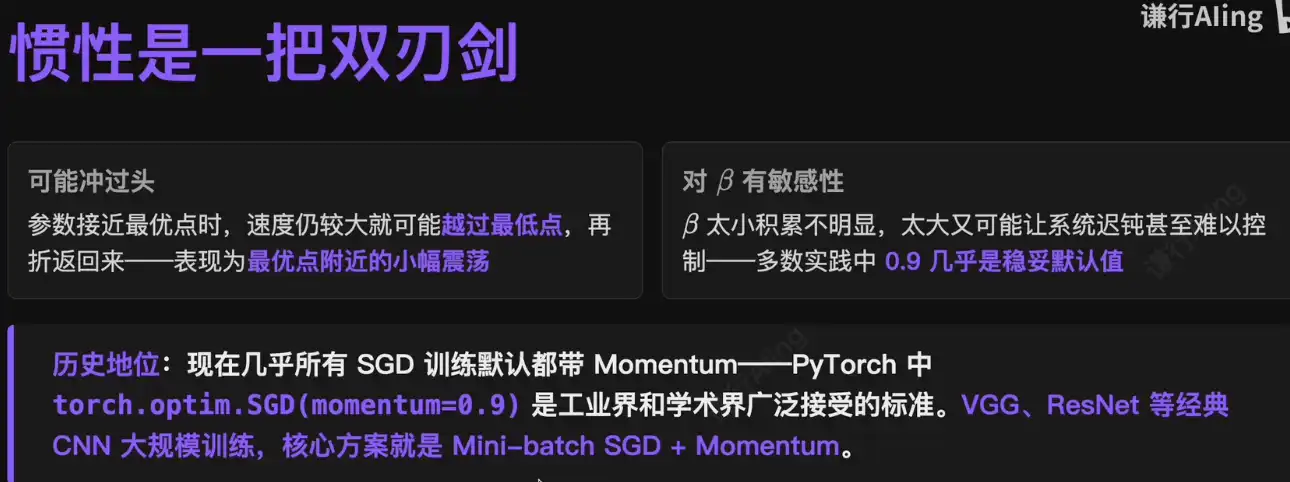 谦行AIing
惯性是一把双刃剑
可能冲过头
参数接近最优点时，速度仍较大就可能越过最低点，再
折返回来——表现为最优点附近的小幅震荡
对 β 有敏感性
β 太小积累不明显，太大又可能让系统迟钝甚至难以控
制——多数实践中 0.9 几乎是稳妥默认值
历史地位：现在几乎所有 SGD 训练默认都带 Momentum——PyTorch 中
torch.optim.SGD(momentum=0.9) 是工业界和学术界广泛接受的标准。VGG、ResNet 等经典
CNN 大规模训练，核心方案就是 Mini-batch SGD + Momentum。